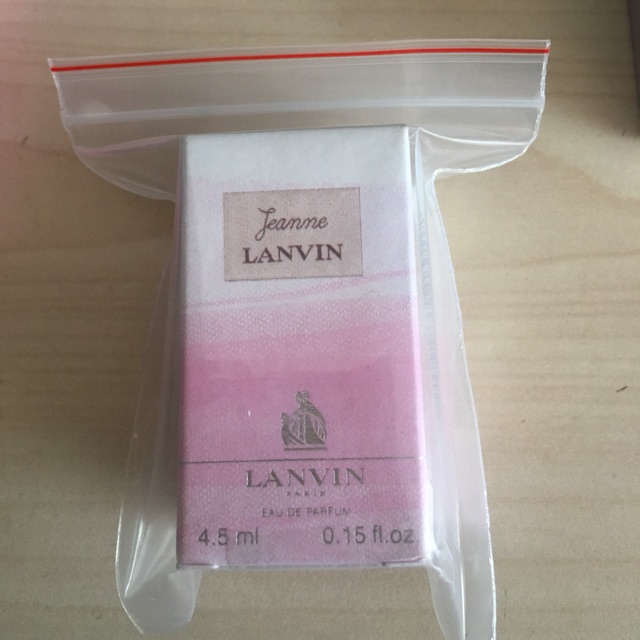 Jeanne
LANVIN
LANVIN
PARIS
EAU DE PARFUM
4.5 ml 0.15 fl.oz.